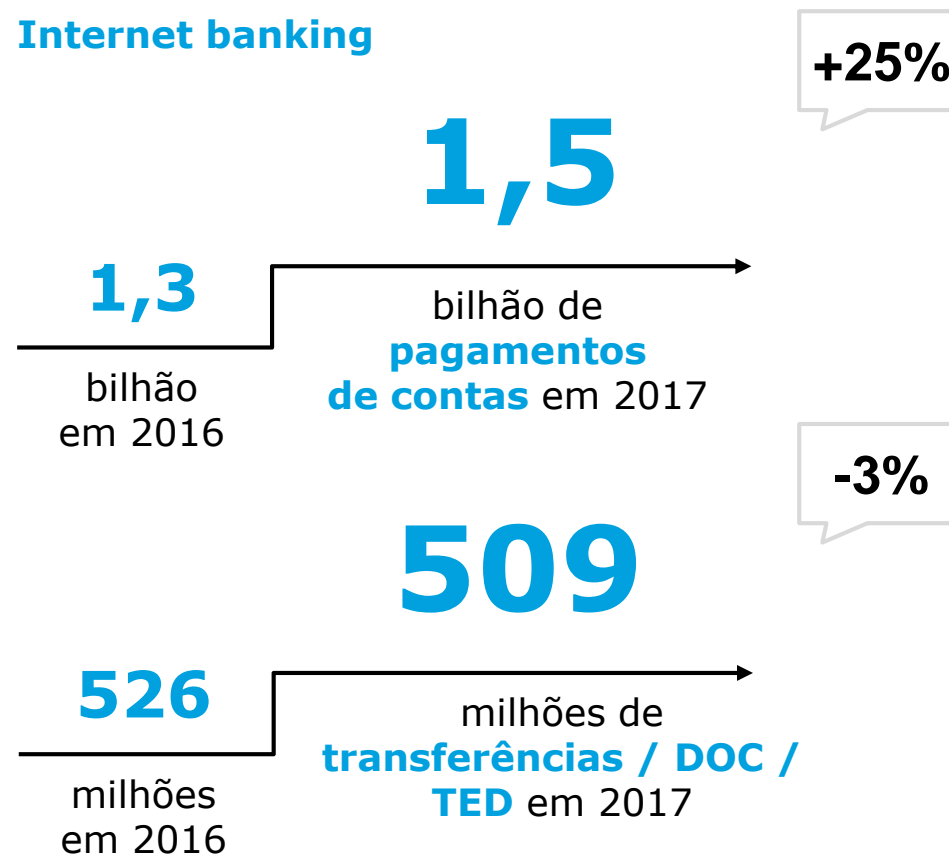 Internet banking
+25%
1,5
1,3
bilhão de
pagamentos
de contas em 2017
bilhão
em 2016
-3%
509
526
milhões de
transferências / DOC /
TED em 2017
milhões
em 2016